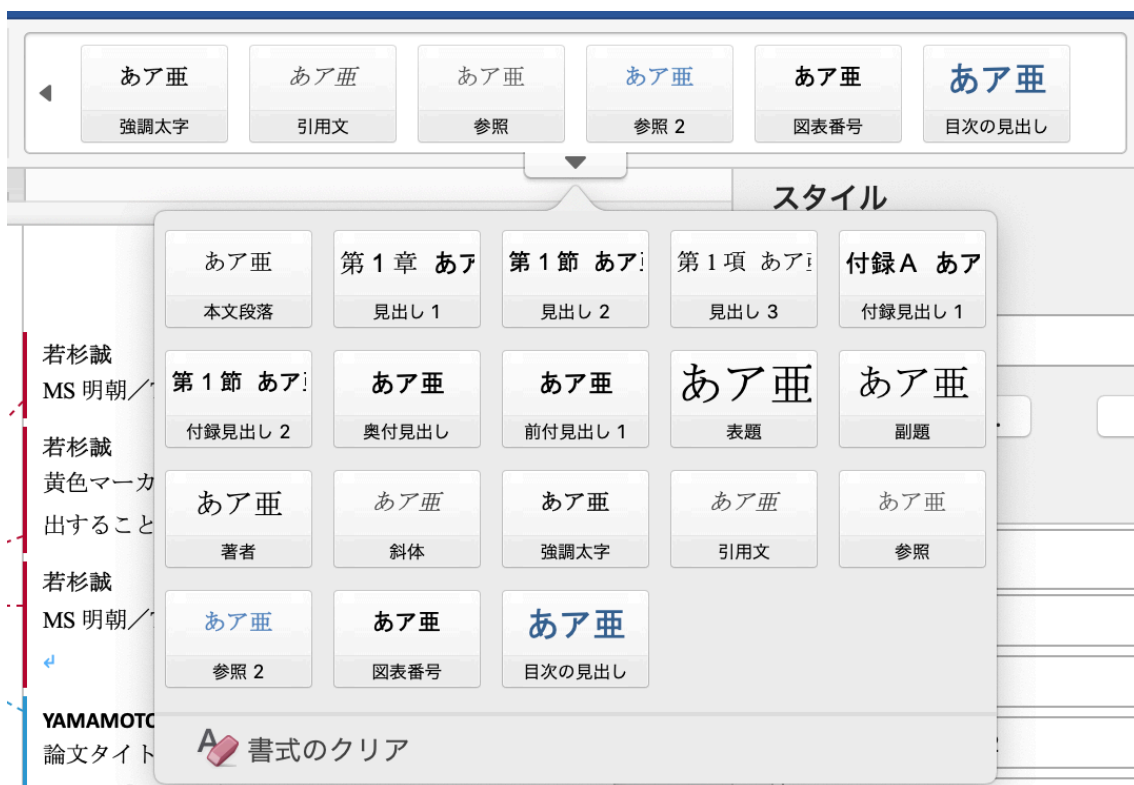 あア亜 あア亜 あア亜 あア亜 あア亜 あア亜
強調太字 引用文 参照 参照 2 図表番号 目次の見出し
スタイル
あア亜 第 1 章 あア 第 1 節 あア 第 1 項 あア 付録 A あア
本文段落 見出し 1 見出し 2 見出し 3 付録見出し 1
若杉誠
MS 明朝／
第 1 節 あア あア亜 あア亜 あア亜 あア亜
付録見出し 2 奥付見出し 前付見出し 1 表題 副題
若杉誠
黄色マーカ
出すること
あア亜 あア亜 あア亜 あア亜 あア亜
著者 斜体 強調太字 引用文 参照
若杉誠
MS 明朝／
あア亜 あア亜 あア亜
参照 2 図表番号 目次の見出し
YAMAMOTO
論文タイト
書式のクリア